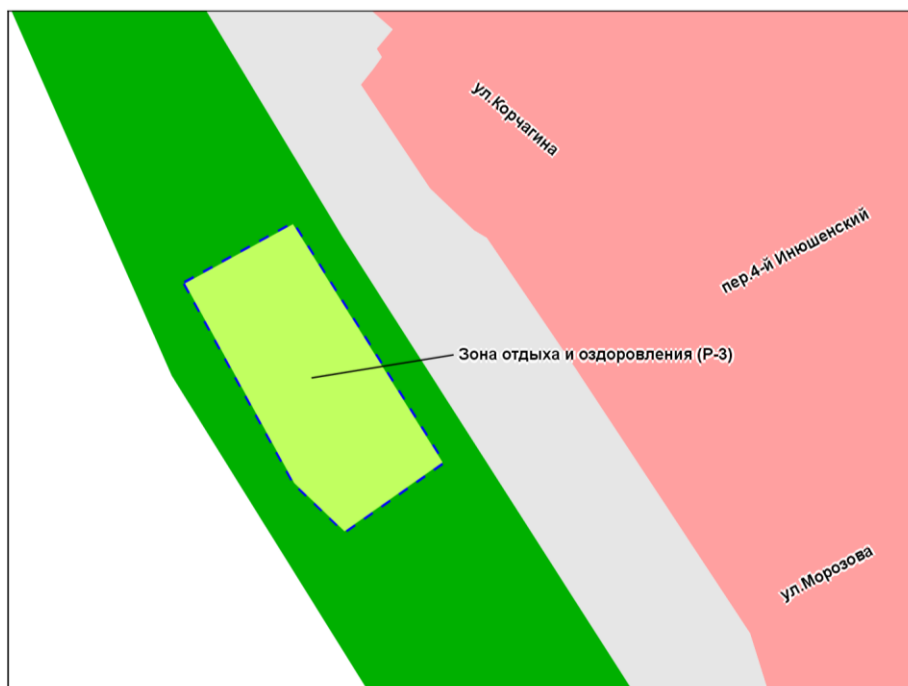 ул.Корчагина
пер.4-й Инюшенский
Зона отдыха и оздоровления (Р-3)
ул.Морозова